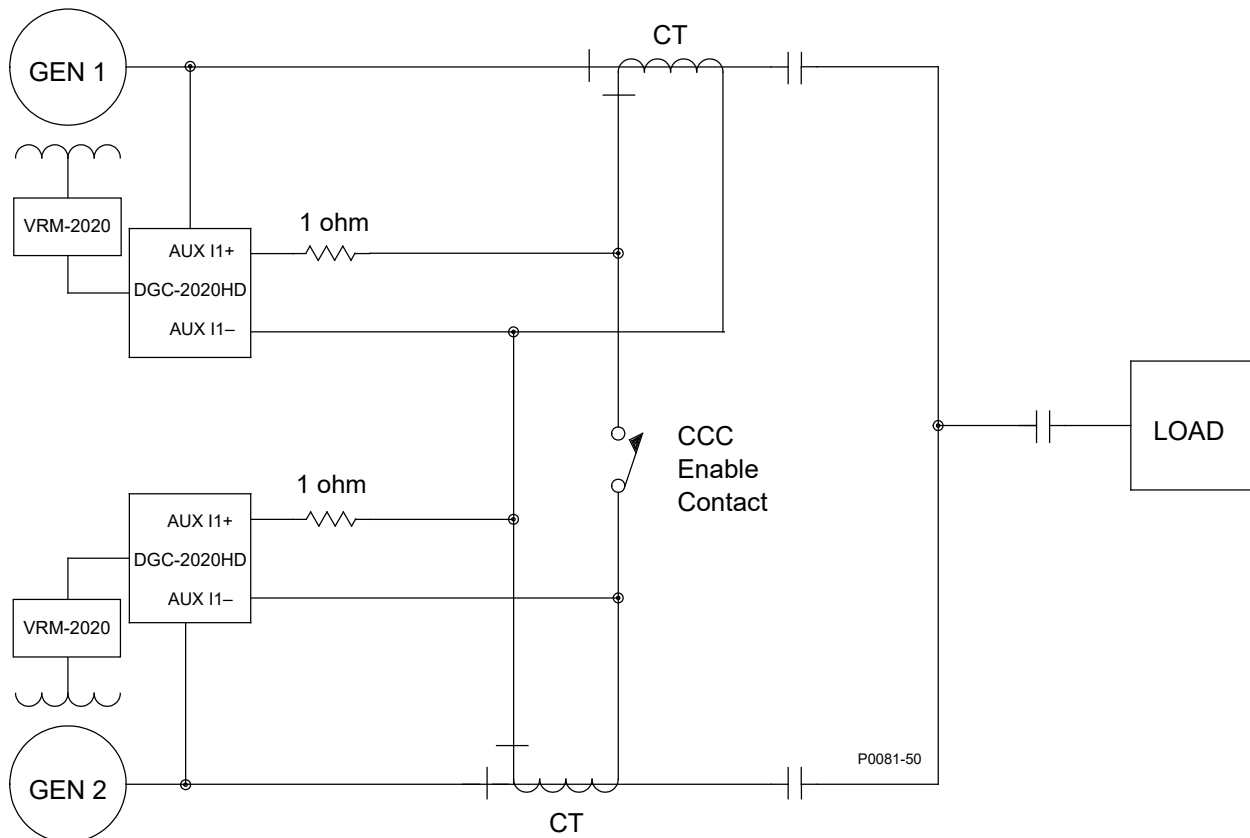 CT
GEN 1
VRM-2020
1 ohm
AUX I1+
DGC-2020HD
AUX I1–
CCC
Enable
Contact
LOAD
1 ohm
AUX I1+
DGC-2020HD
AUX I1–
VRM-2020
P0081-50
GEN 2
CT